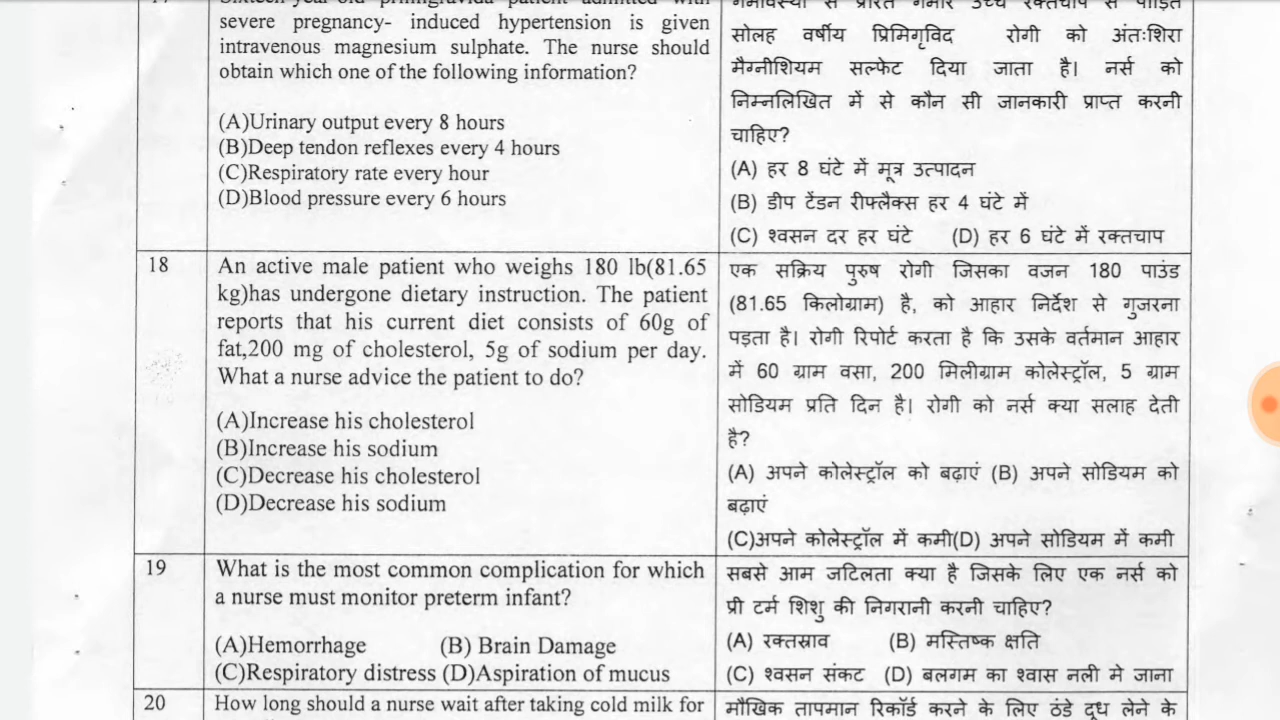 severe pregnancy- induced hypertension is given
intravenous magnesium sulphate. The nurse should
obtain which one of the following information?
(A)Urinary output every 8 hours
(B)Deep tendon reflexes every 4 hours
(C)Respiratory rate every hour
(D)Blood pressure every 6 hours
सोलह वर्षीय प्रिमिगृविद रोगी को अंतःशिरा
मैग्नीशियम सल्फेट दिया जाता है। नर्स को
निम्नलिखित में से कौन सी जानकारी प्राप्त करनी
चाहिए?
(A) हर 8 घंटे में मूत्र उत्पादन
(B) डीप टेंडन रीफ्लैक्स हर 4 घंटे में
(C) श्वसन दर हर घंटे (D) हर 6 घंटे में रक्तचाप
18
An active male patient who weighs 180 lb(81.65
kg)has undergone dietary instruction. The patient
reports that his current diet consists of 60g of
fat,200 mg of cholesterol, 5g of sodium per day.
What a nurse advice the patient to do?
(A)Increase his cholesterol
(B)Increase his sodium
(C)Decrease his cholesterol
(D)Decrease his sodium
एक सक्रिय पुरुष रोगी जिसका वजन 180 पाउंड
(81.65 किलोग्राम) है, को आहार निर्देश से गुजरना
पड़ता है। रोगी रिपोर्ट करता है कि उसके वर्तमान आहार
में 60 ग्राम वसा, 200 मिलीग्राम कोलेस्ट्रॉल, 5 ग्राम
सोडियम प्रति दिन है। रोगी को नर्स क्या सलाह देती
है?
(A) अपने कोलेस्ट्रॉल को बढ़ाएं (B) अपने सोडियम को
बढ़ाएं
(C)अपने कोलेस्ट्रॉल में कमी(D) अपने सोडियम में कमी
19
What is the most common complication for which
a nurse must monitor preterm infant?
(A)Hemorrhage (B) Brain Damage
(C)Respiratory distress (D)Aspiration of mucus
सबसे आम जटिलता क्या है जिसके लिए एक नर्स को
प्री टर्म शिशु की निगरानी करनी चाहिए?
(A) रक्तस्राव (B) मस्तिष्क क्षति
(C) श्वसन संकट (D) बलगम का श्वास नली मे जाना
20
How long should a nurse wait after taking cold milk for
मौखिक तापमान रिकॉर्ड करने के लिए ठंडे दूध लेने के